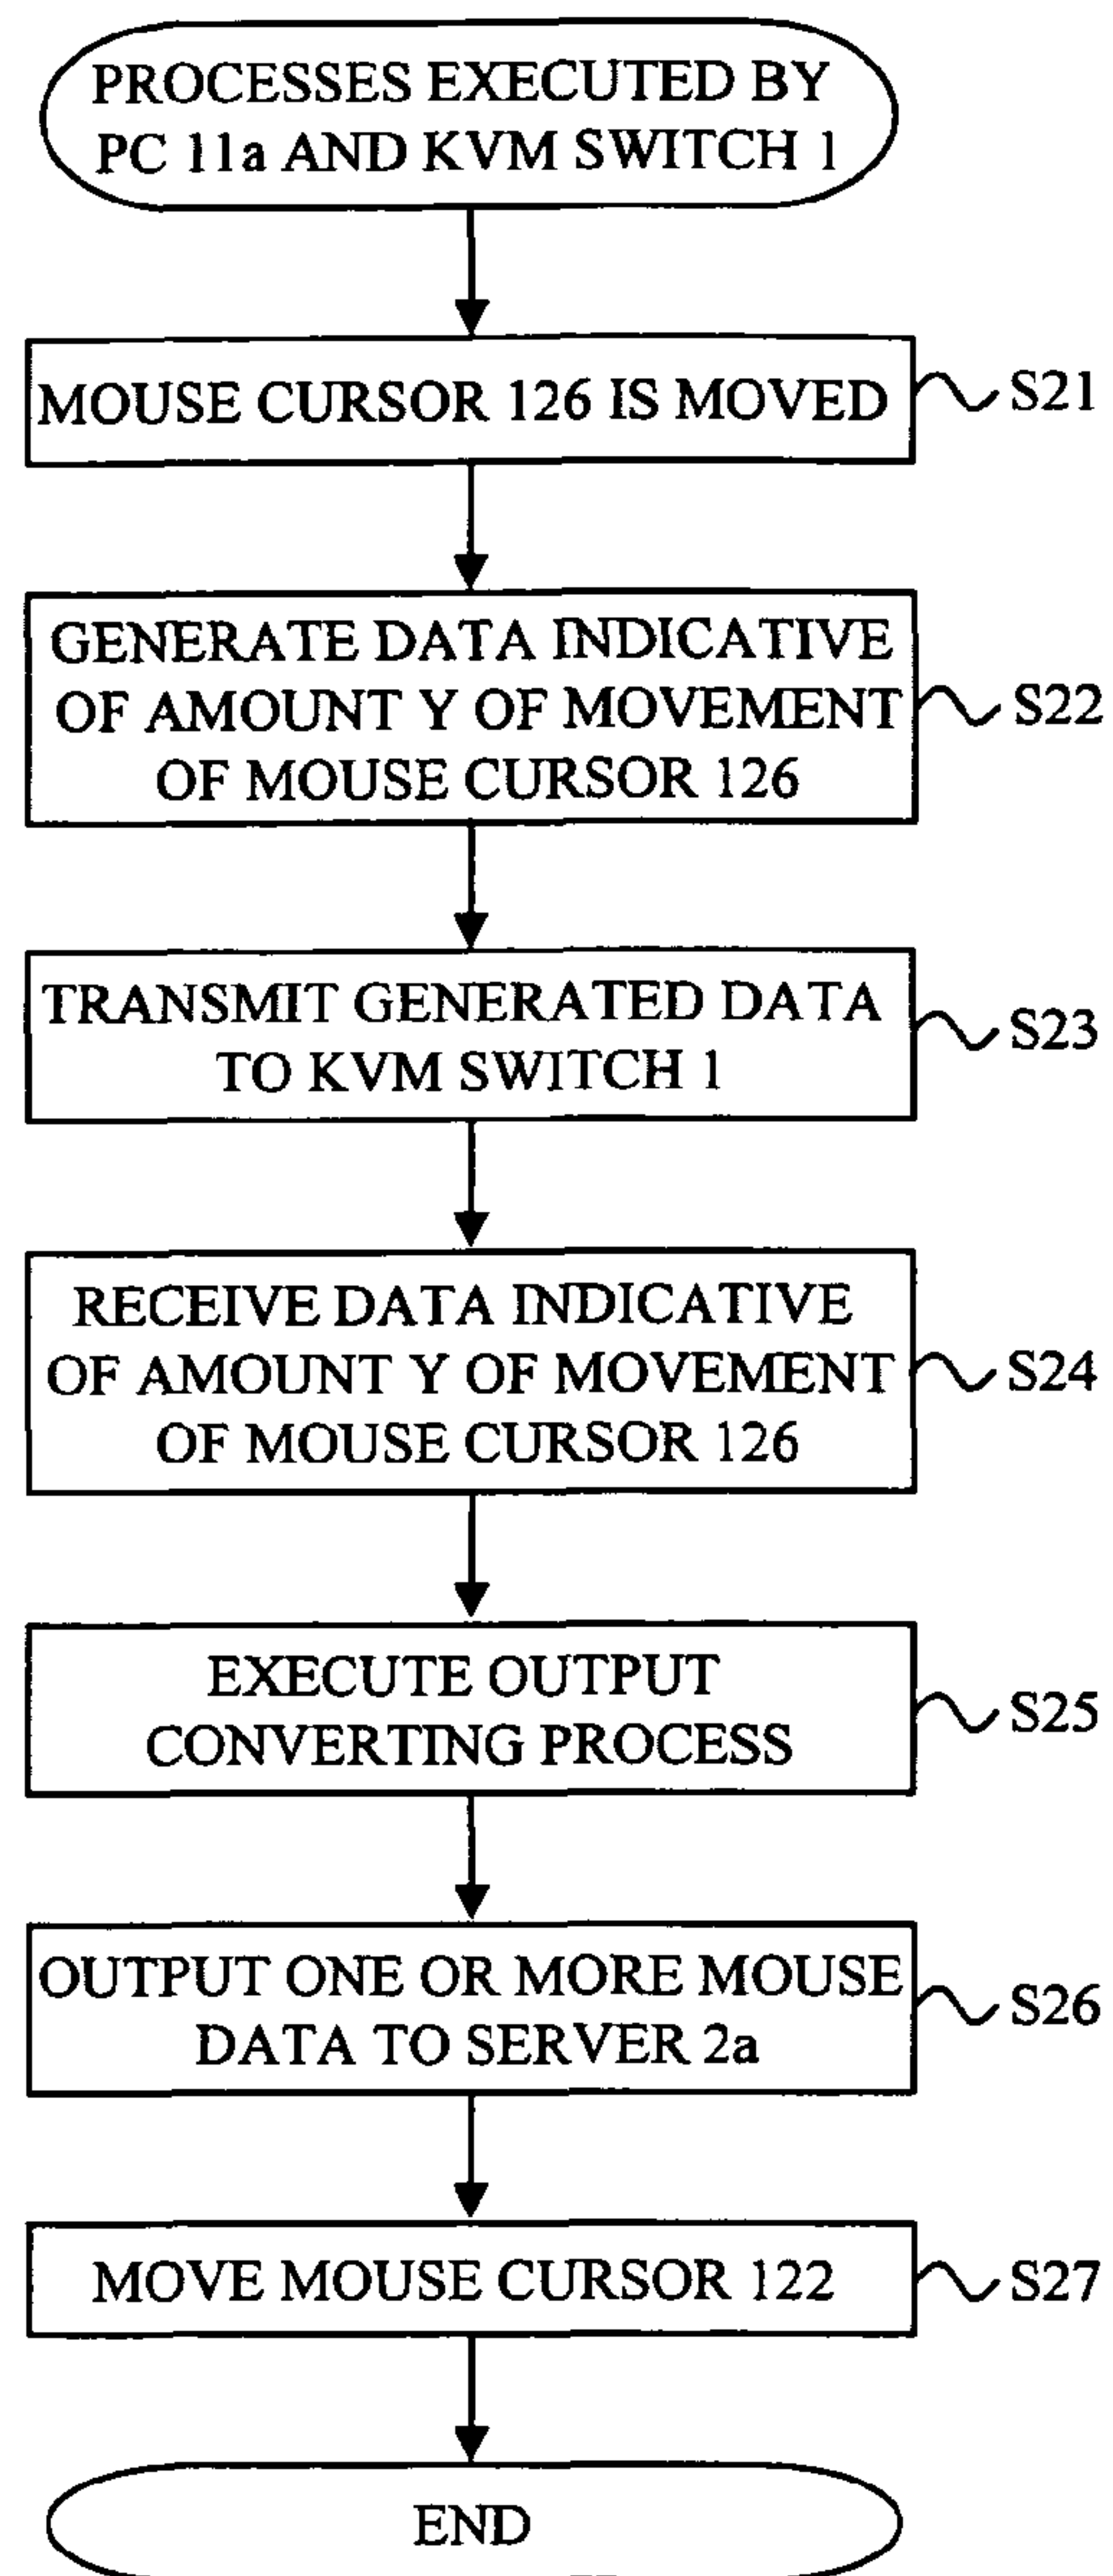 PROCESSES EXECUTED BY
PC 11a AND KVM SWITCH 1
MOUSE CURSOR 126 IS MOVED
S21
GENERATE DATA INDICATIVE
OF AMOUNT Y OF MOVEMENT
OF MOUSE CURSOR 126
S22
TRANSMIT GENERATED DATA
TO KVM SWITCH 1
S23
RECEIVE DATA INDICATIVE
OF AMOUNT Y OF MOVEMENT
OF MOUSE CURSOR 126
S24
EXECUTE OUTPUT
CONVERTING PROCESS
S25
OUTPUT ONE OR MORE MOUSE
DATA TO SERVER 2a
S26
MOVE MOUSE CURSOR 122
S27
END